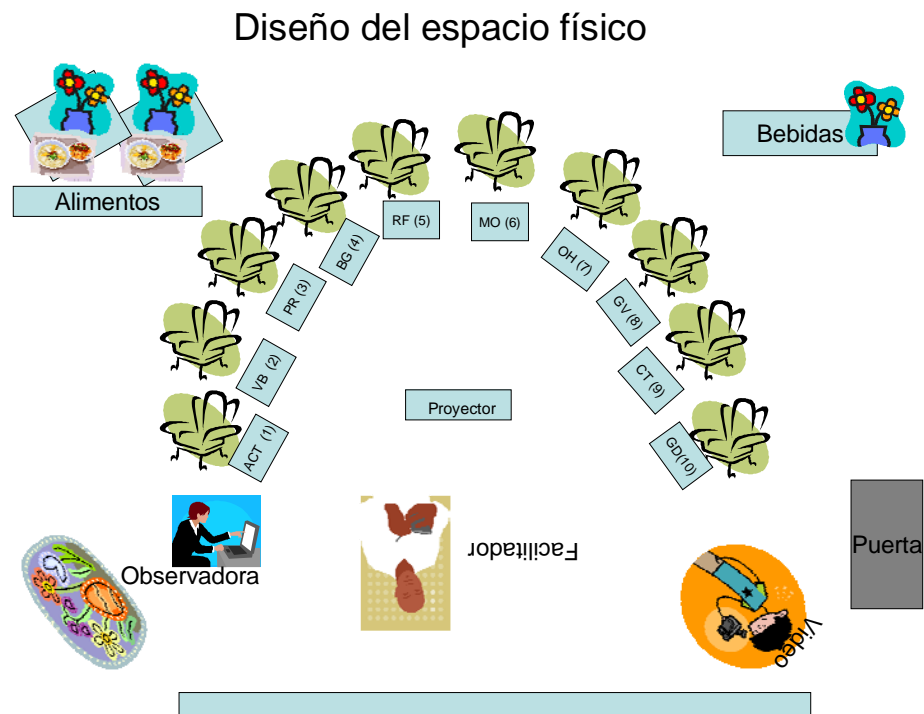 Diseño del espacio físico
Alimentos
Bebidas
RF (5)
MO (6)
BG (4)
OH (7)
PR (3)
GV (8)
VB (2)
CT (9)
Proyector
ACT (1)
GD(10)
Observadora
Facilitador
Video
Puerta